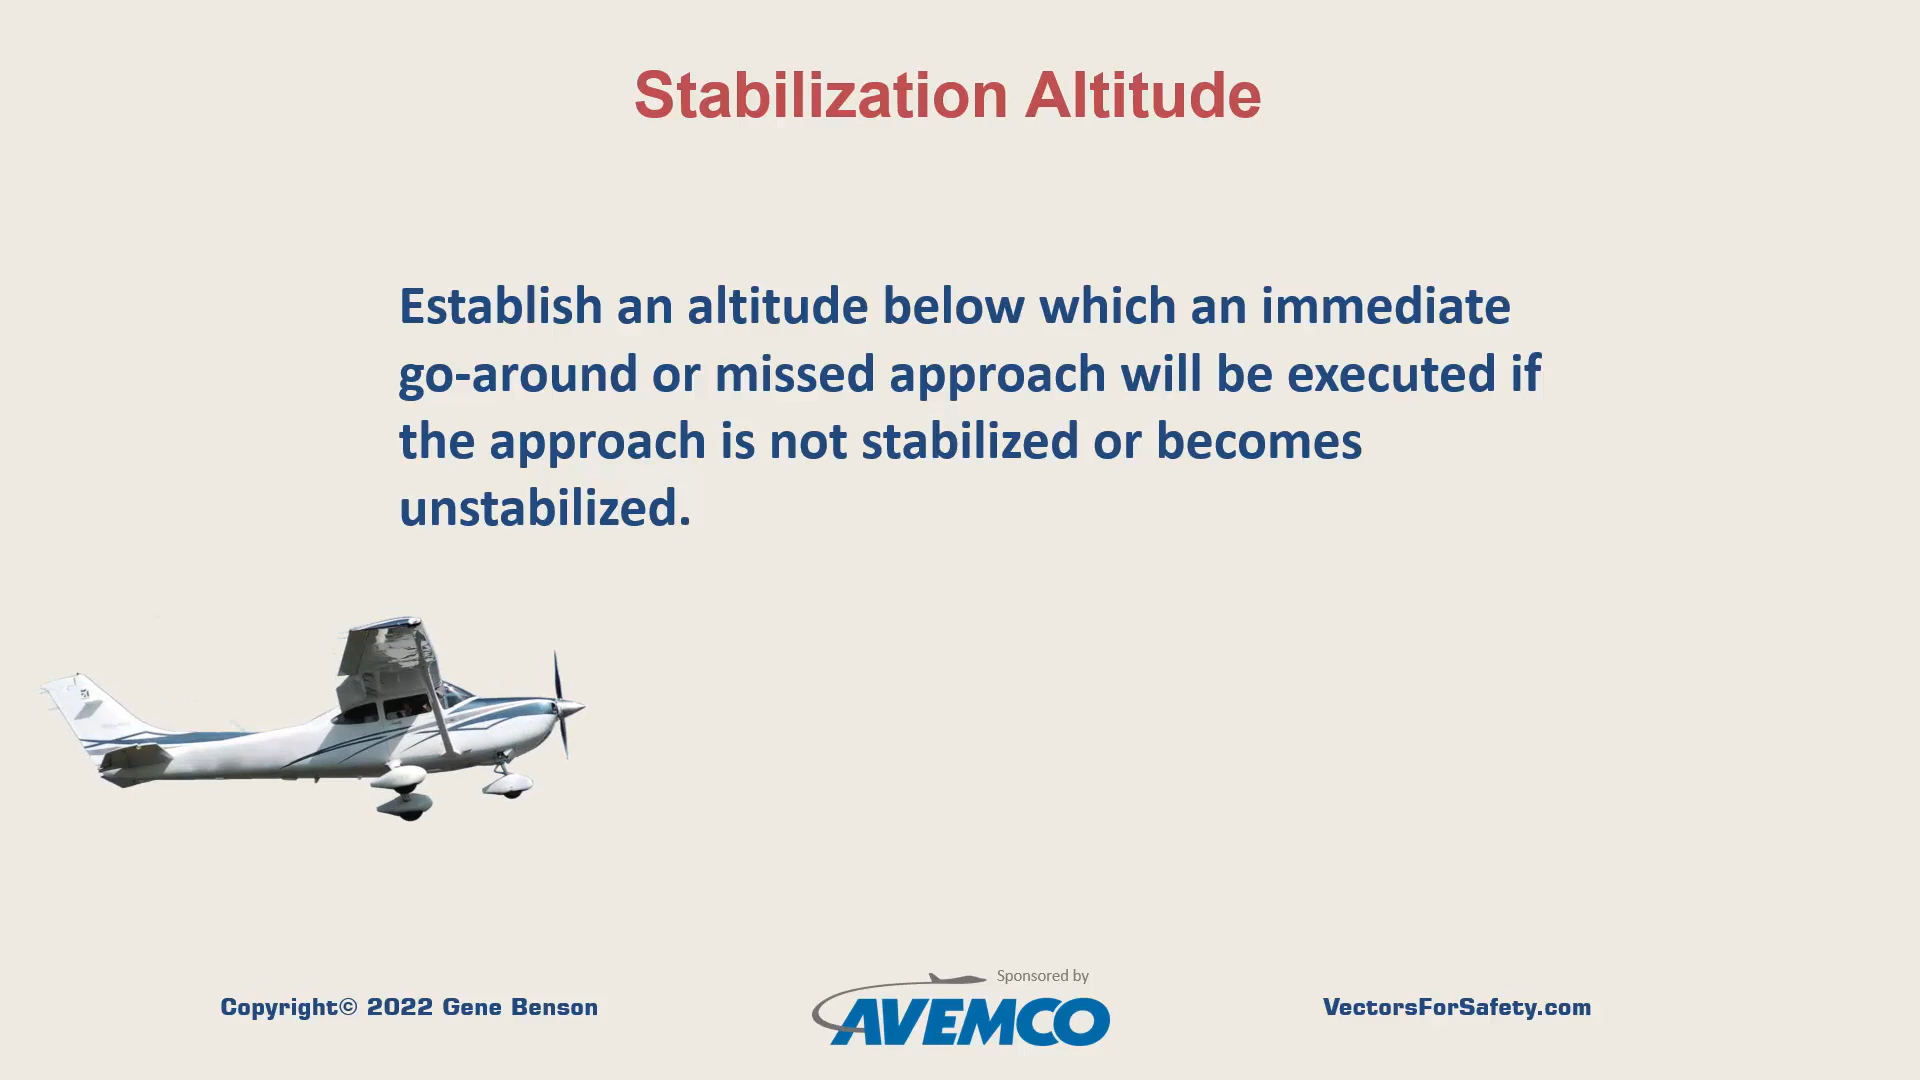 Stabilization Altitude
Establish an altitude below which an immediate
go-around or missed approach will be executed if
the approach is not stabilized or becomes
unstabilized.
Sponsored by
AVEMCO
Copyright© 2022 Gene Benson
VectorsForSafety.com